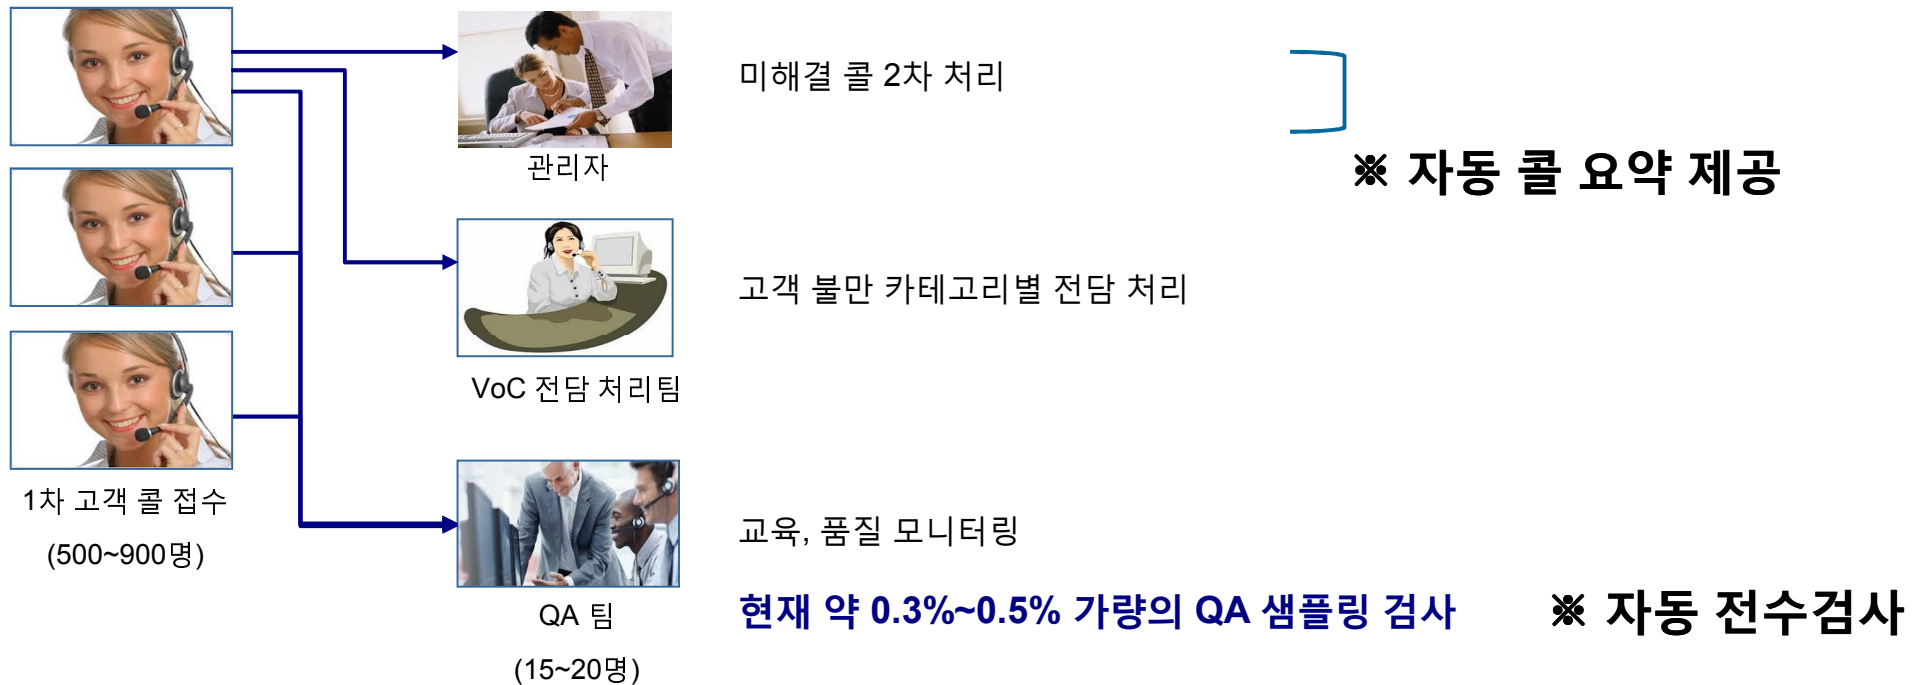 미해결 콜 2차 처리
관리자
※ 자동 콜 요약 제공
고객 불만 카테고리별 전담 처리
VoC 전담 처리팀
1차 고객 콜 접수
(500~900명)
교육, 품질 모니터링
QA 팀
(15~20명)
현재 약 0.3%~0.5% 가량의 QA 샘플링 검사
※ 자동 전수검사